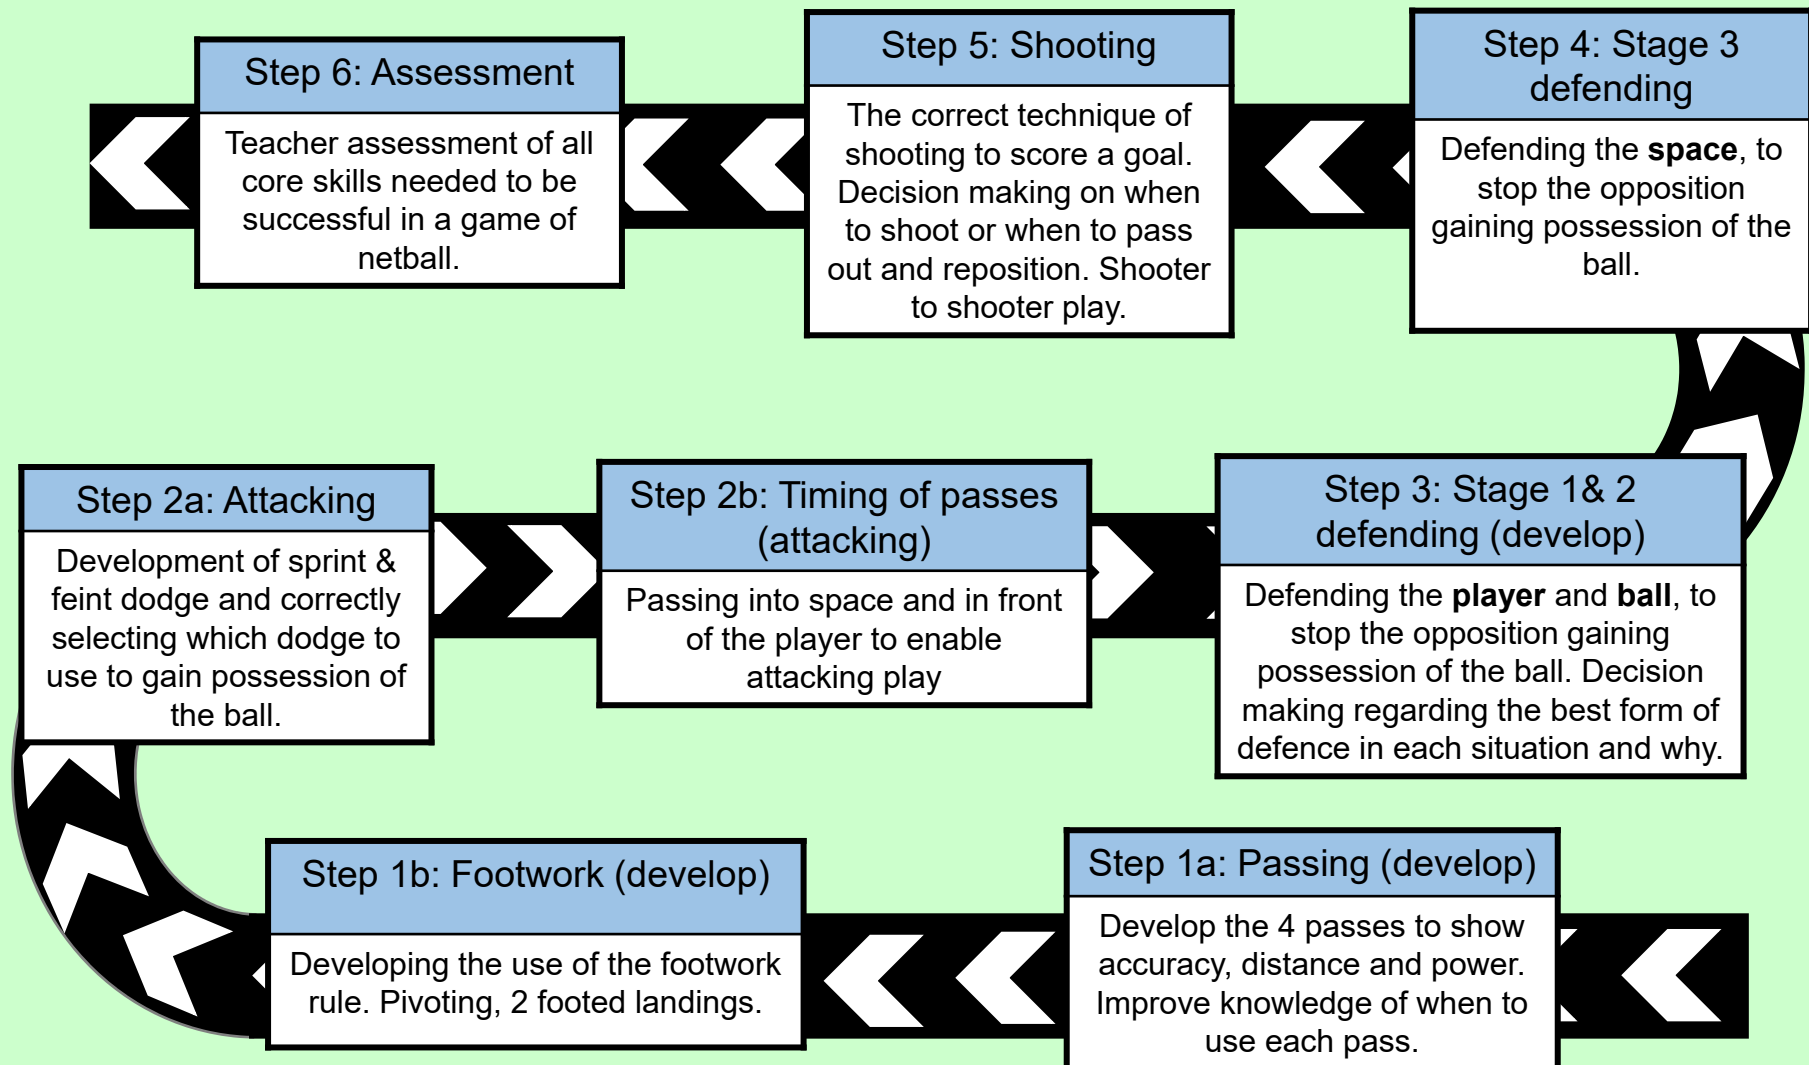 Step 6: Assessment
Teacher assessment of all
core skills needed to be
successful in a game of
netball.
Step 5: Shooting
The correct technique of
shooting to score a goal.
Decision making on when
to shoot or when to pass
out and reposition. Shooter
to shooter play.
Step 4: Stage 3
defending
Defending the space, to
stop the opposition
gaining possession of the
ball.
Step 2a: Attacking
Development of sprint &
feint dodge and correctly
selecting which dodge to
use to gain possession of
the ball.
Step 2b: Timing of passes
(attacking)
Passing into space and in front
of the player to enable
attacking play
Step 3: Stage 1& 2
defending (develop)
Defending the player and ball, to
stop the opposition gaining
possession of the ball. Decision
making regarding the best form of
defence in each situation and why.
Step 1b: Footwork (develop)
Developing the use of the footwork
rule. Pivoting, 2 footed landings.
Step 1a: Passing (develop)
Develop the 4 passes to show
accuracy, distance and power.
Improve knowledge of when to
use each pass.